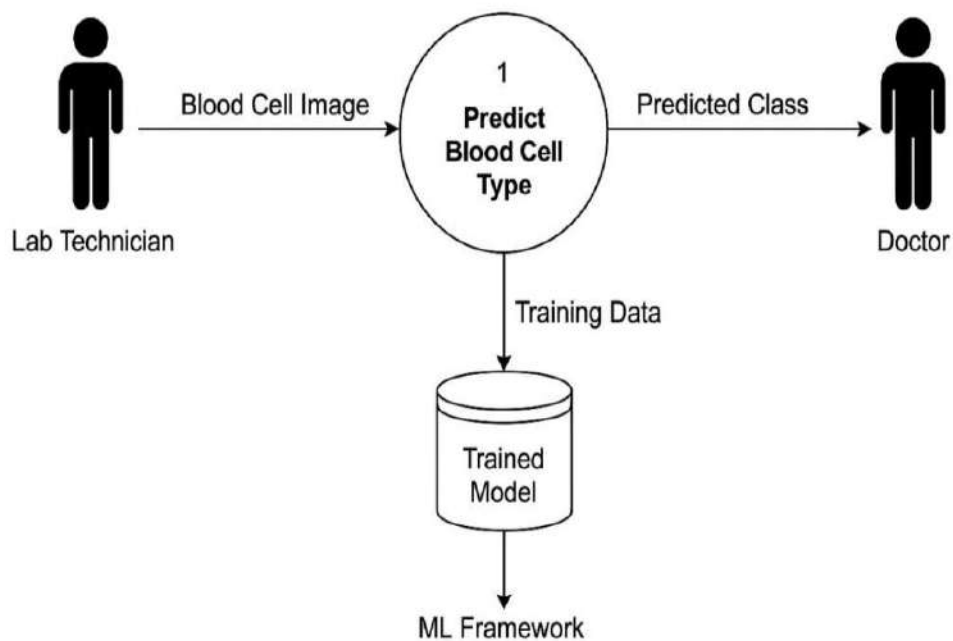 1
Blood Cell Image
Predict
Blood Cell
Type
Predicted Class
Lab Technician
Doctor
Training Data
Trained
Model
ML Framework